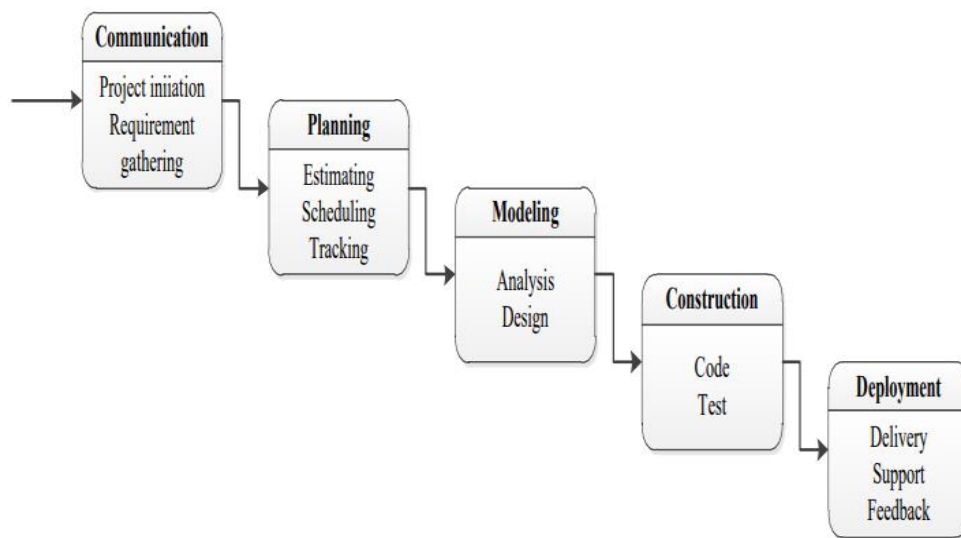 Communication
Project iniiation
Requirement
gathering
Planning
Estimating
Scheduling
Tracking
Modeling
Analysis
Design
Construction
Code
Test
Deployment
Delivery
Support
Feedback